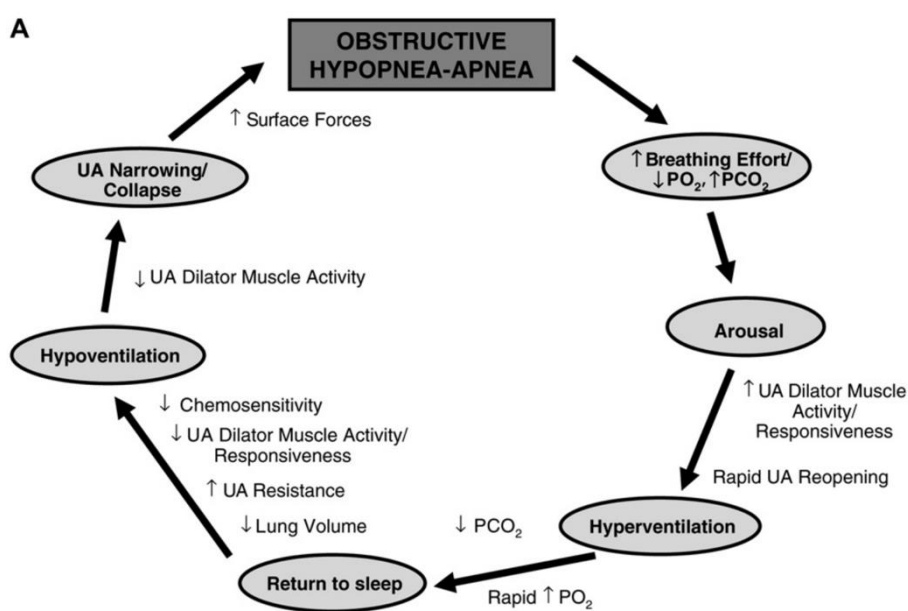 A
OBSTRUCTIVE
HYPOPNEA-APNEA
↑ Surface Forces
UA Narrowing/
Collapse
↑Breathing Effort/
↓PO₂,↑PCO₂
↓ UA Dilator Muscle Activity
Arousal
Hypoventilation
↑ UA Dilator Muscle
Activity/
Responsiveness
↓ Chemosensitivity
↓UA Dilator Muscle Activity/
Responsiveness
Rapid UA Reopening
↑ UA Resistance
↓Lung Volume
↓ PCO₂
Hyperventilation
Return to sleep
Rapid ↑PO₂